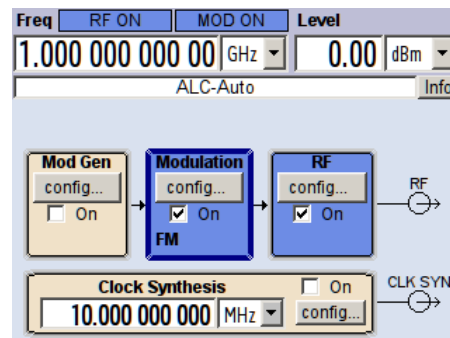 Freq RF ON MOD ON Level
1.000 000 000 00 GHz 0.00 dBm
ALC-Auto Info
Mod Gen Modulation RF
config... config... config... RF
On On On
FM
Clock Synthesis On CLK SYN
10.000 000 000 MHz config...